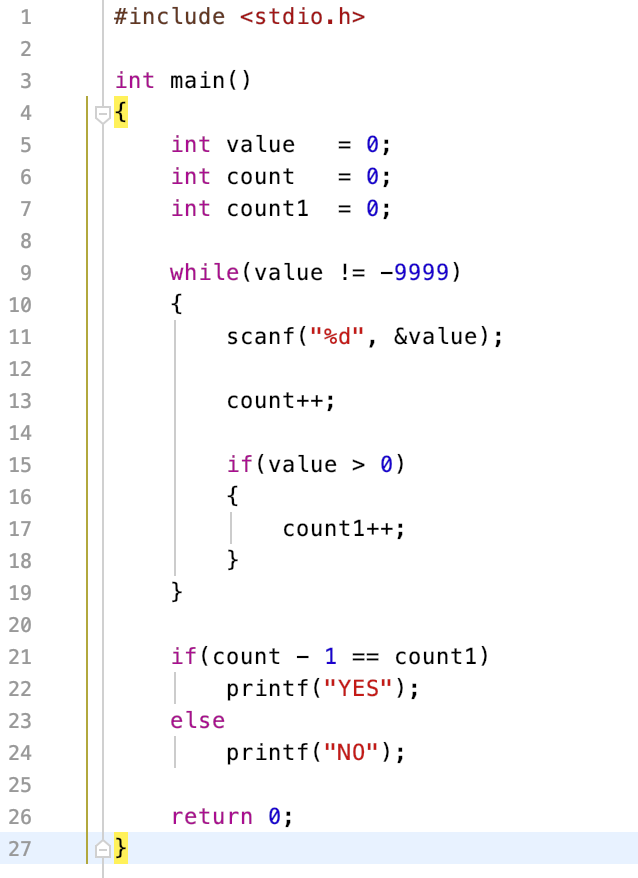 1 #include <stdio.h>
2
3 int main()
4 {
5     int value   = 0;
6     int count   = 0;
7     int count1  = 0;
8
9     while(value != -9999)
10     {
11         scanf("%d", &value);
12
13         count++;
14
15         if(value > 0)
16         {
17             count1++;
18         }
19     }
20
21     if(count - 1 == count1)
22         printf("YES");
23     else
24         printf("NO");
25
26     return 0;
27 }